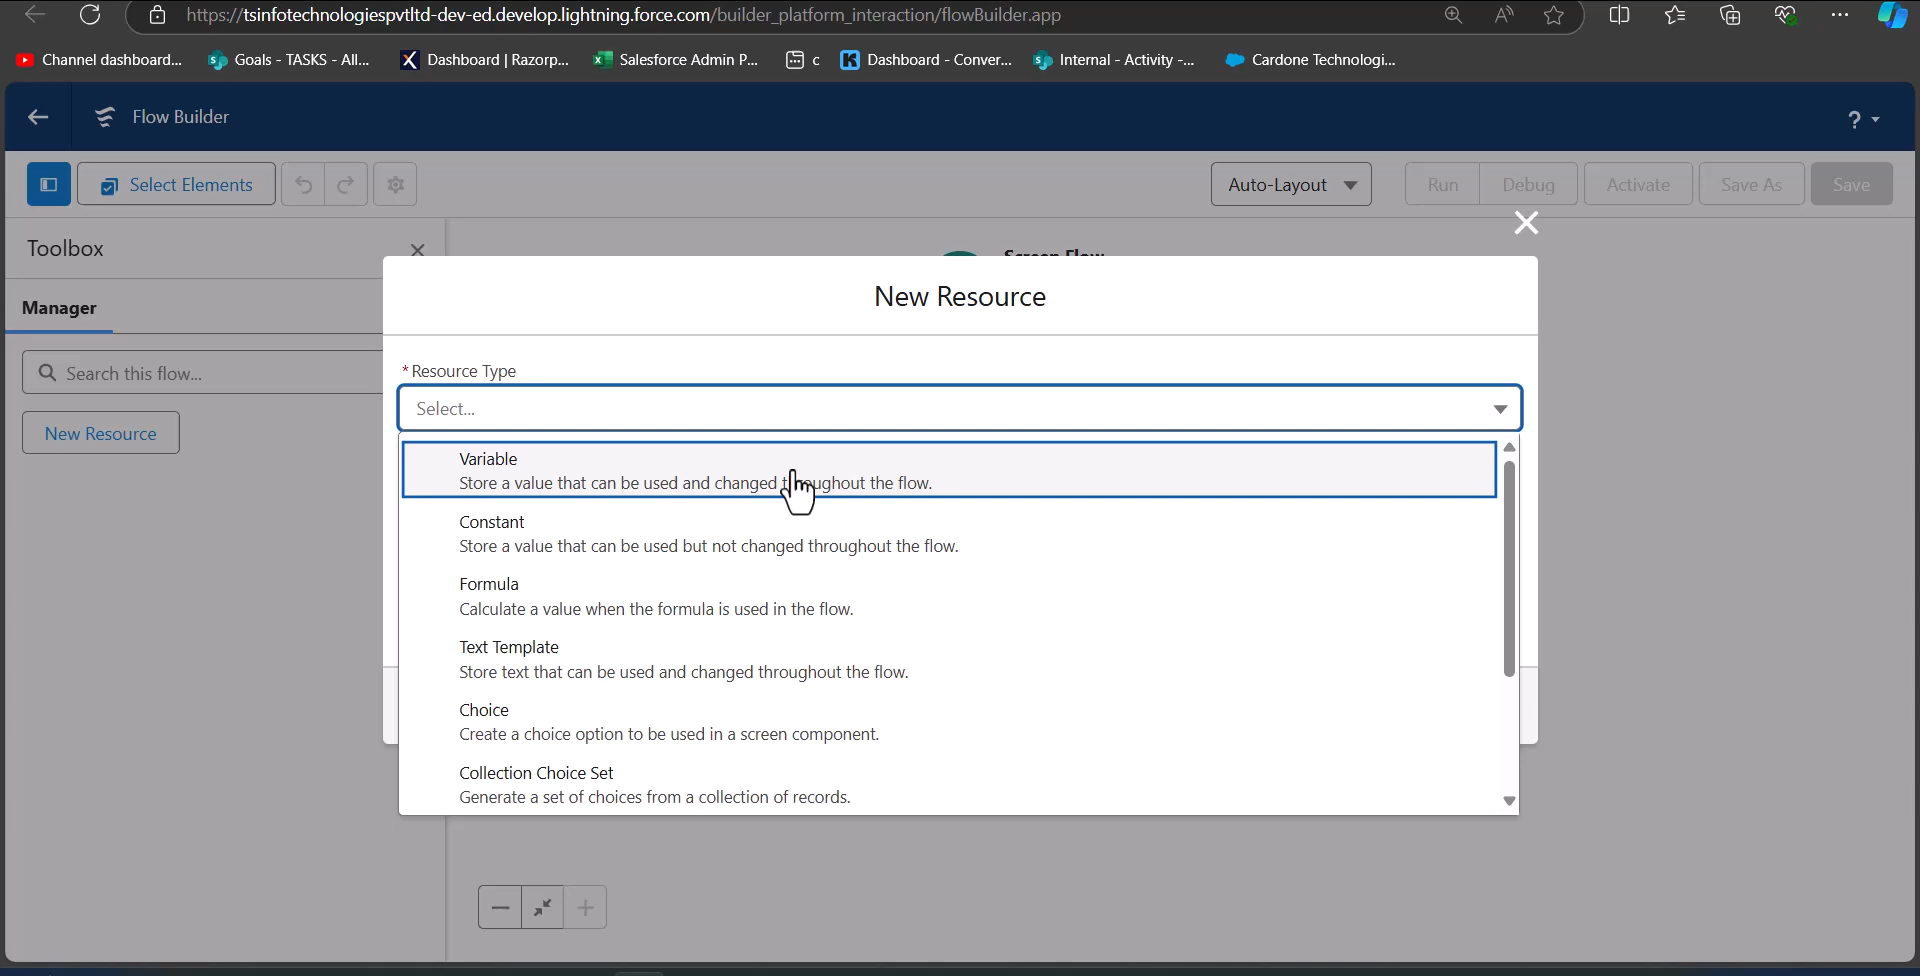 https://tsinfotechnologiespvtltd-dev-ed.develop.lightning.force.com/builder_platform_interaction/flowBuilder.app
Channel dashboard... Goals - TASKS - All... Dashboard | Razorp... Salesforce Admin P... c Dashboard - Conver... Internal - Activity -... Cardone Technologi...
Flow Builder ?
Select Elements Auto-Layout Run Debug Activate Save As Save
Toolbox
Screen Flow
New Resource
Manager
*Resource Type
Search this flow...
Select...
New Resource
Variable
Store a value that can be used and changed throughout the flow.
Constant
Store a value that can be used but not changed throughout the flow.
Formula
Calculate a value when the formula is used in the flow.
Text Template
Store text that can be used and changed throughout the flow.
Choice
Create a choice option to be used in a screen component.
Collection Choice Set
Generate a set of choices from a collection of records.